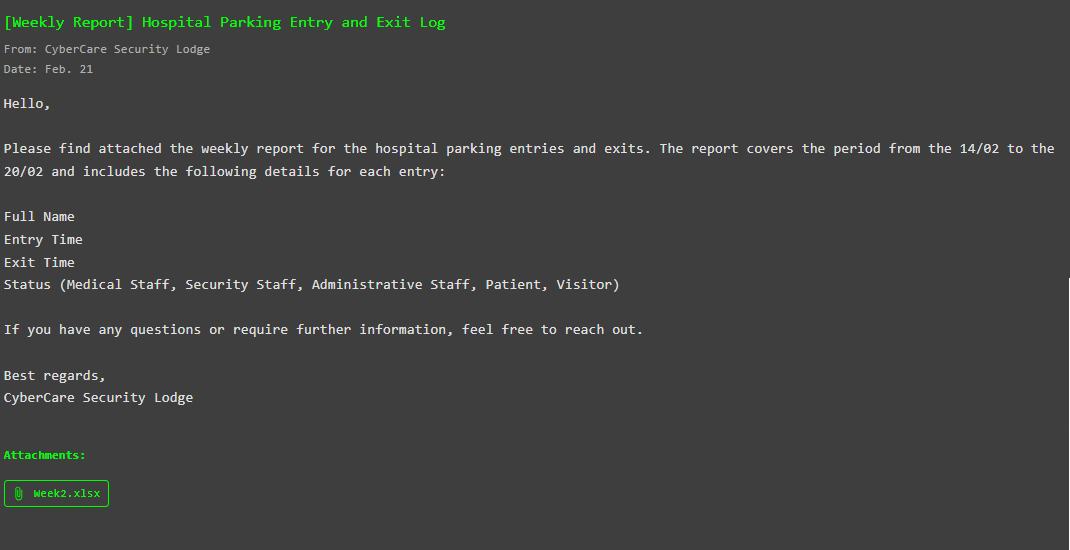 [Weekly Report] Hospital Parking Entry and Exit Log
From: CyberCare Security Lodge
Date: Feb. 21
Hello,
Please find attached the weekly report for the hospital parking entries and exits. The report covers the period from the 14/02 to the
20/02 and includes the following details for each entry:
Full Name
Entry Time
Exit Time
Status (Medical Staff, Security Staff, Administrative Staff, Patient, Visitor)
If you have any questions or require further information, feel free to reach out.
Best regards,
CyberCare Security Lodge
Attachments:
Week2.xlsx